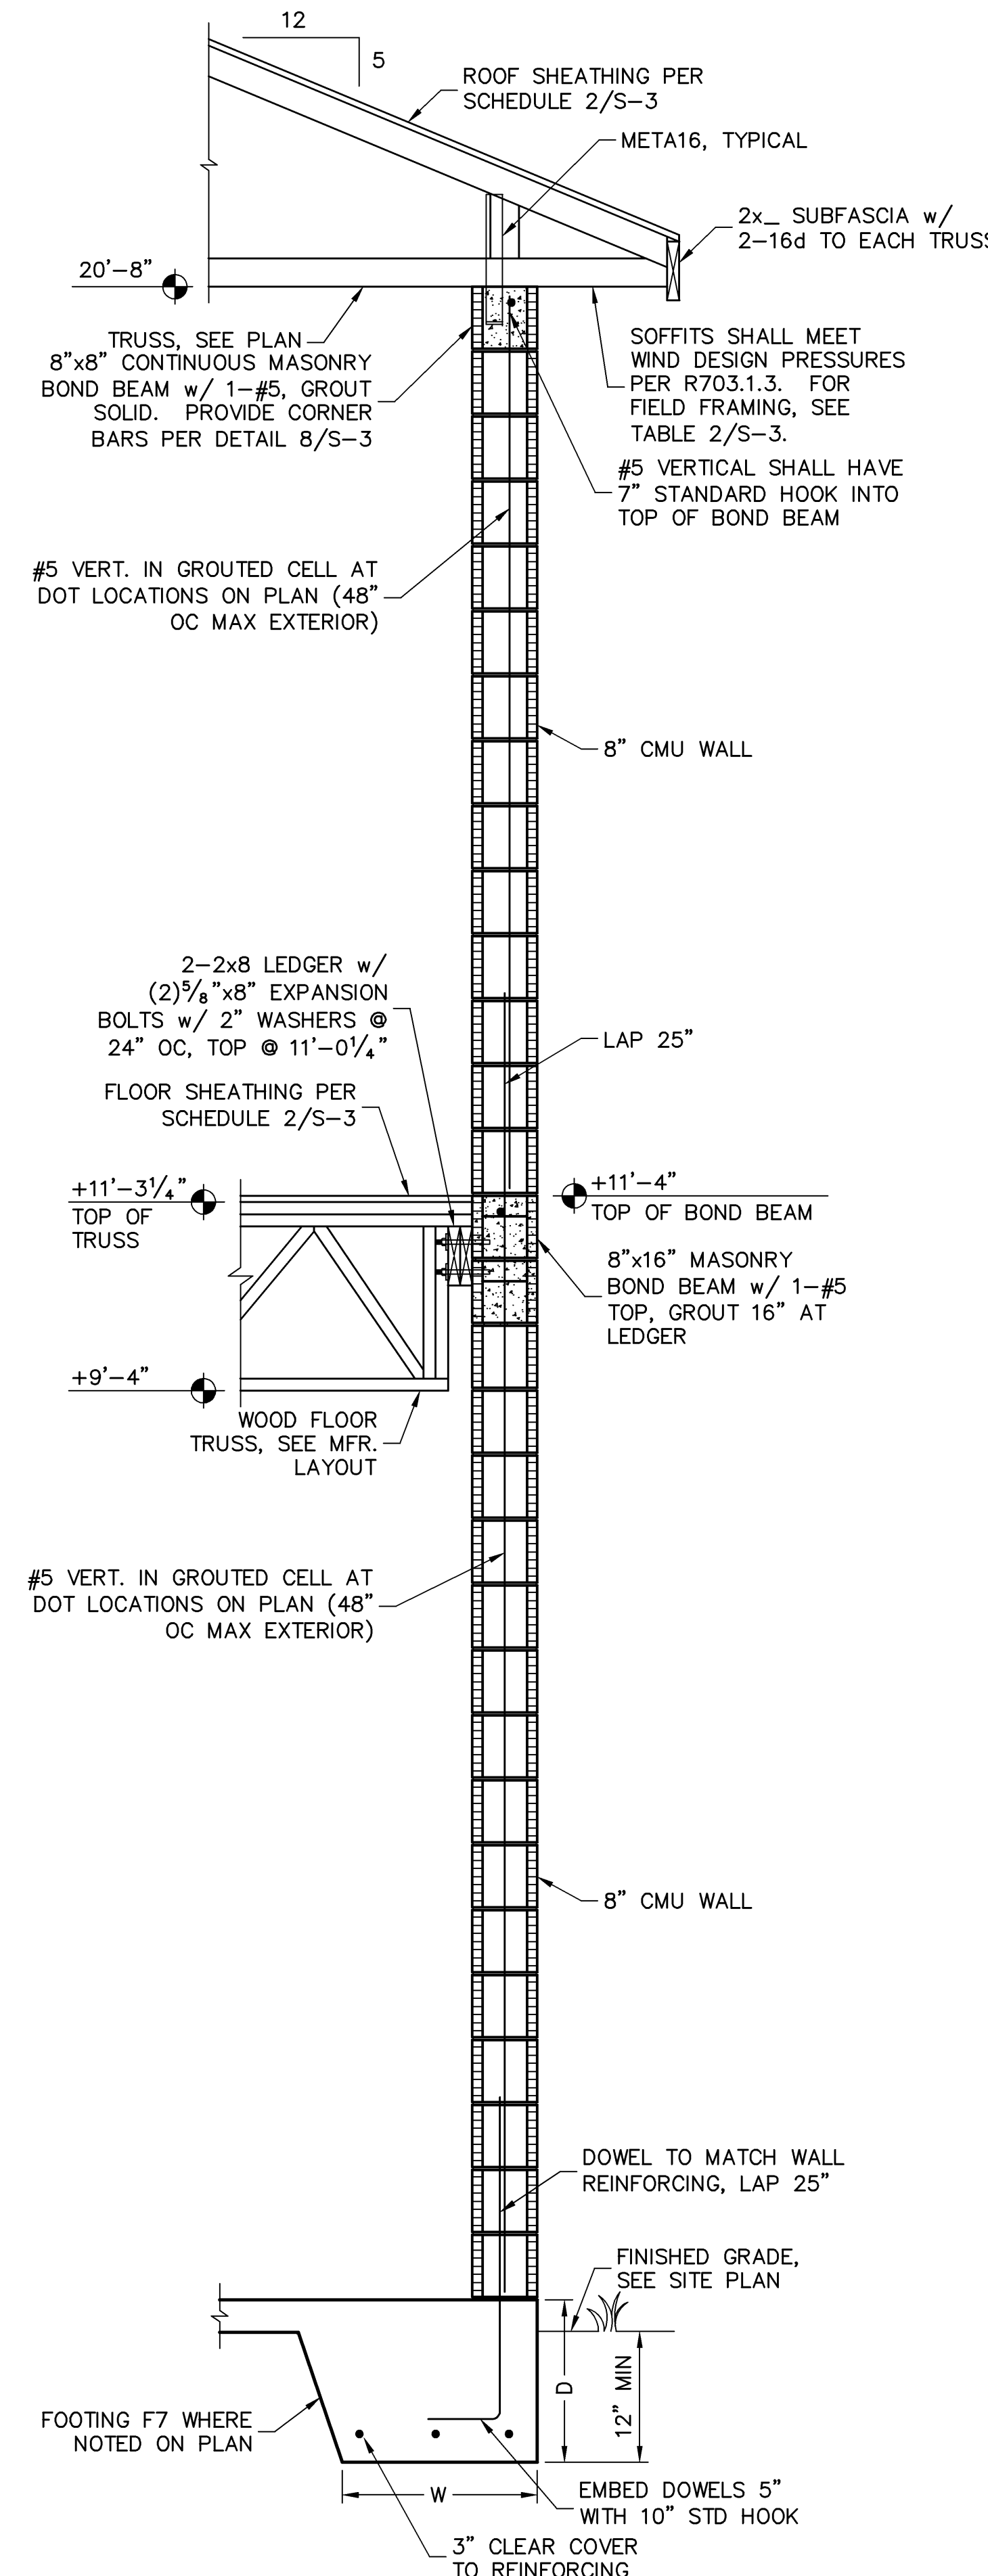 12
5
ROOF SHEATHING PER
SCHEDULE 2/S-3
META16, TYPICAL
2x_ SUBFASCIA w/
2-16d TO EACH TRUSS
20'-8"
TRUSS, SEE PLAN
8"x8" CONTINUOUS MASONRY
BOND BEAM w/ 1-#5, GROUT
SOLID. PROVIDE CORNER
BARS PER DETAIL 8/S-3
SOFFITS SHALL MEET
WIND DESIGN PRESSURES
PER R703.1.3. FOR
FIELD FRAMING, SEE
TABLE 2/S-3.
#5 VERTICAL SHALL HAVE
7" STANDARD HOOK INTO
TOP OF BOND BEAM
#5 VERT. IN GROUTED CELL AT
DOT LOCATIONS ON PLAN (48"
OC MAX EXTERIOR)
8" CMU WALL
2-2x8 LEDGER w/
(2)5/8"x8" EXPANSION
BOLTS w/ 2" WASHERS @
24" OC, TOP @ 11'-01/4"
LAP 25"
FLOOR SHEATHING PER
SCHEDULE 2/S-3
+11'-31/4"
TOP OF
TRUSS
+11'-4"
TOP OF BOND BEAM
8"x16" MASONRY
BOND BEAM w/ 1-#5
TOP, GROUT 16" AT
LEDGER
+9'-4"
WOOD FLOOR
TRUSS, SEE MFR.
LAYOUT
#5 VERT. IN GROUTED CELL AT
DOT LOCATIONS ON PLAN (48"
OC MAX EXTERIOR)
8" CMU WALL
DOWEL TO MATCH WALL
REINFORCING, LAP 25"
FINISHED GRADE,
SEE SITE PLAN
D
12" MIN
FOOTING F7 WHERE
NOTED ON PLAN
W
EMBED DOWELS 5"
WITH 10" STD HOOK
3" CLEAR COVER
TO REINFORCING